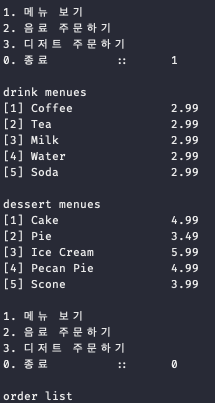 1. 메뉴 보기
2. 음료 주문하기
3. 디저트 주문하기
0. 종료 :: 1
drink menues
[1] Coffee 2.99
[2] Tea 2.99
[3] Milk 2.99
[4] Water 2.99
[5] Soda 2.99
dessert menues
[1] Cake 4.99
[2] Pie 3.49
[3] Ice Cream 5.99
[4] Pecan Pie 4.99
[5] Scone 3.99
1. 메뉴 보기
2. 음료 주문하기
3. 디저트 주문하기
0. 종료 :: 0
order list